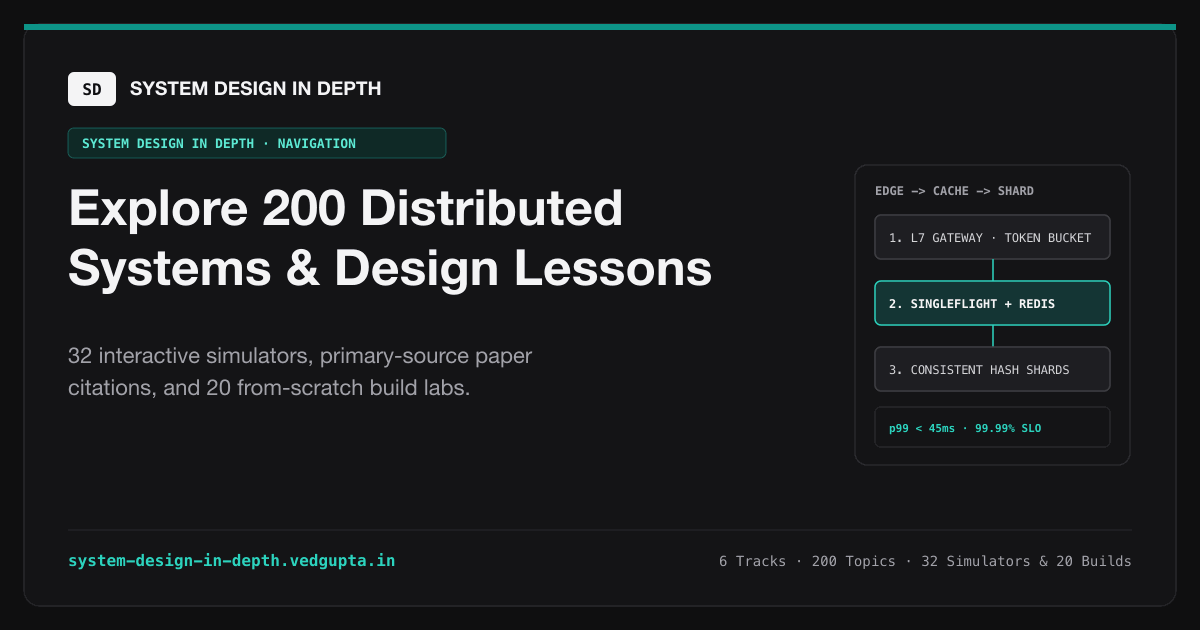 SD SYSTEM DESIGN IN DEPTH
SYSTEM DESIGN IN DEPTH · NAVIGATION
Explore 200 Distributed
Systems & Design Lessons
32 interactive simulators, primary-source paper
citations, and 20 from-scratch build labs.
EDGE -> CACHE -> SHARD
1. L7 GATEWAY · TOKEN BUCKET
2. SINGLEFLIGHT + REDIS
3. CONSISTENT HASH SHARDS
p99 < 45ms · 99.99% SLO
system-design-in-depth.vedgupta.in
6 Tracks · 200 Topics · 32 Simulators & 20 Builds